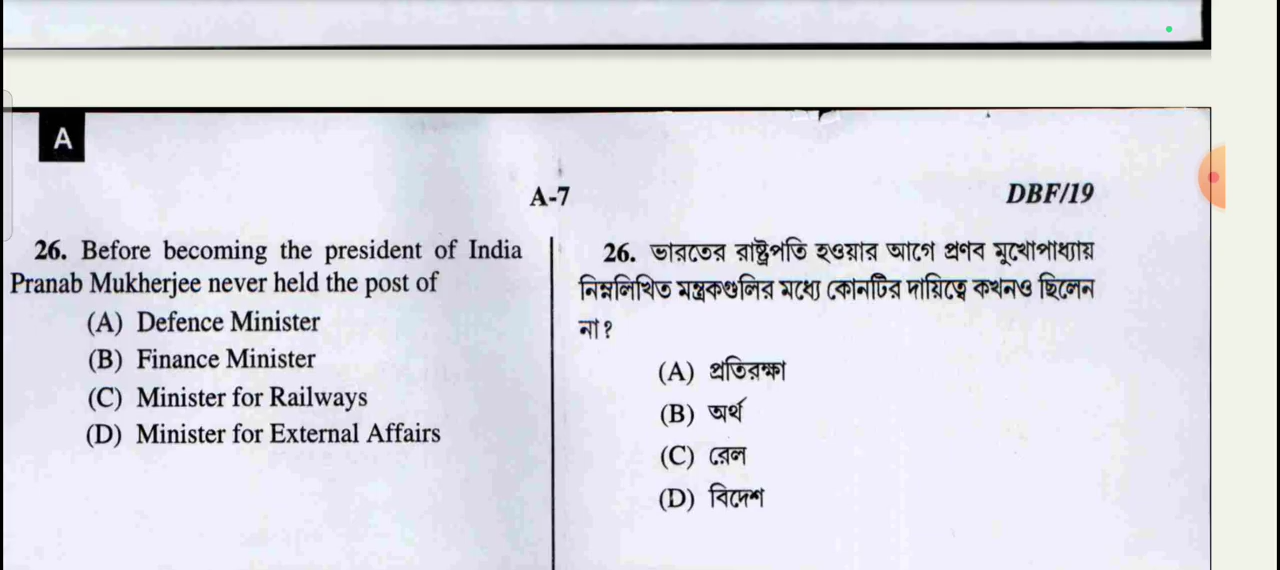 A
A-7
DBF/19
26. Before becoming the president of India
Pranab Mukherjee never held the post of
(A) Defence Minister
(B) Finance Minister
(C) Minister for Railways
(D) Minister for External Affairs
26. ভারতের রাষ্ট্রপতি হওয়ার আগে প্রণব মুখোপাধ্যায়
নিম্নলিখিত মন্ত্রকগুলির মধ্যে কোনটির দায়িত্বে কখনও ছিলেন
না?
(A) প্রতিরক্ষা
(B) অর্থ
(C) রেল
(D) বিদেশ